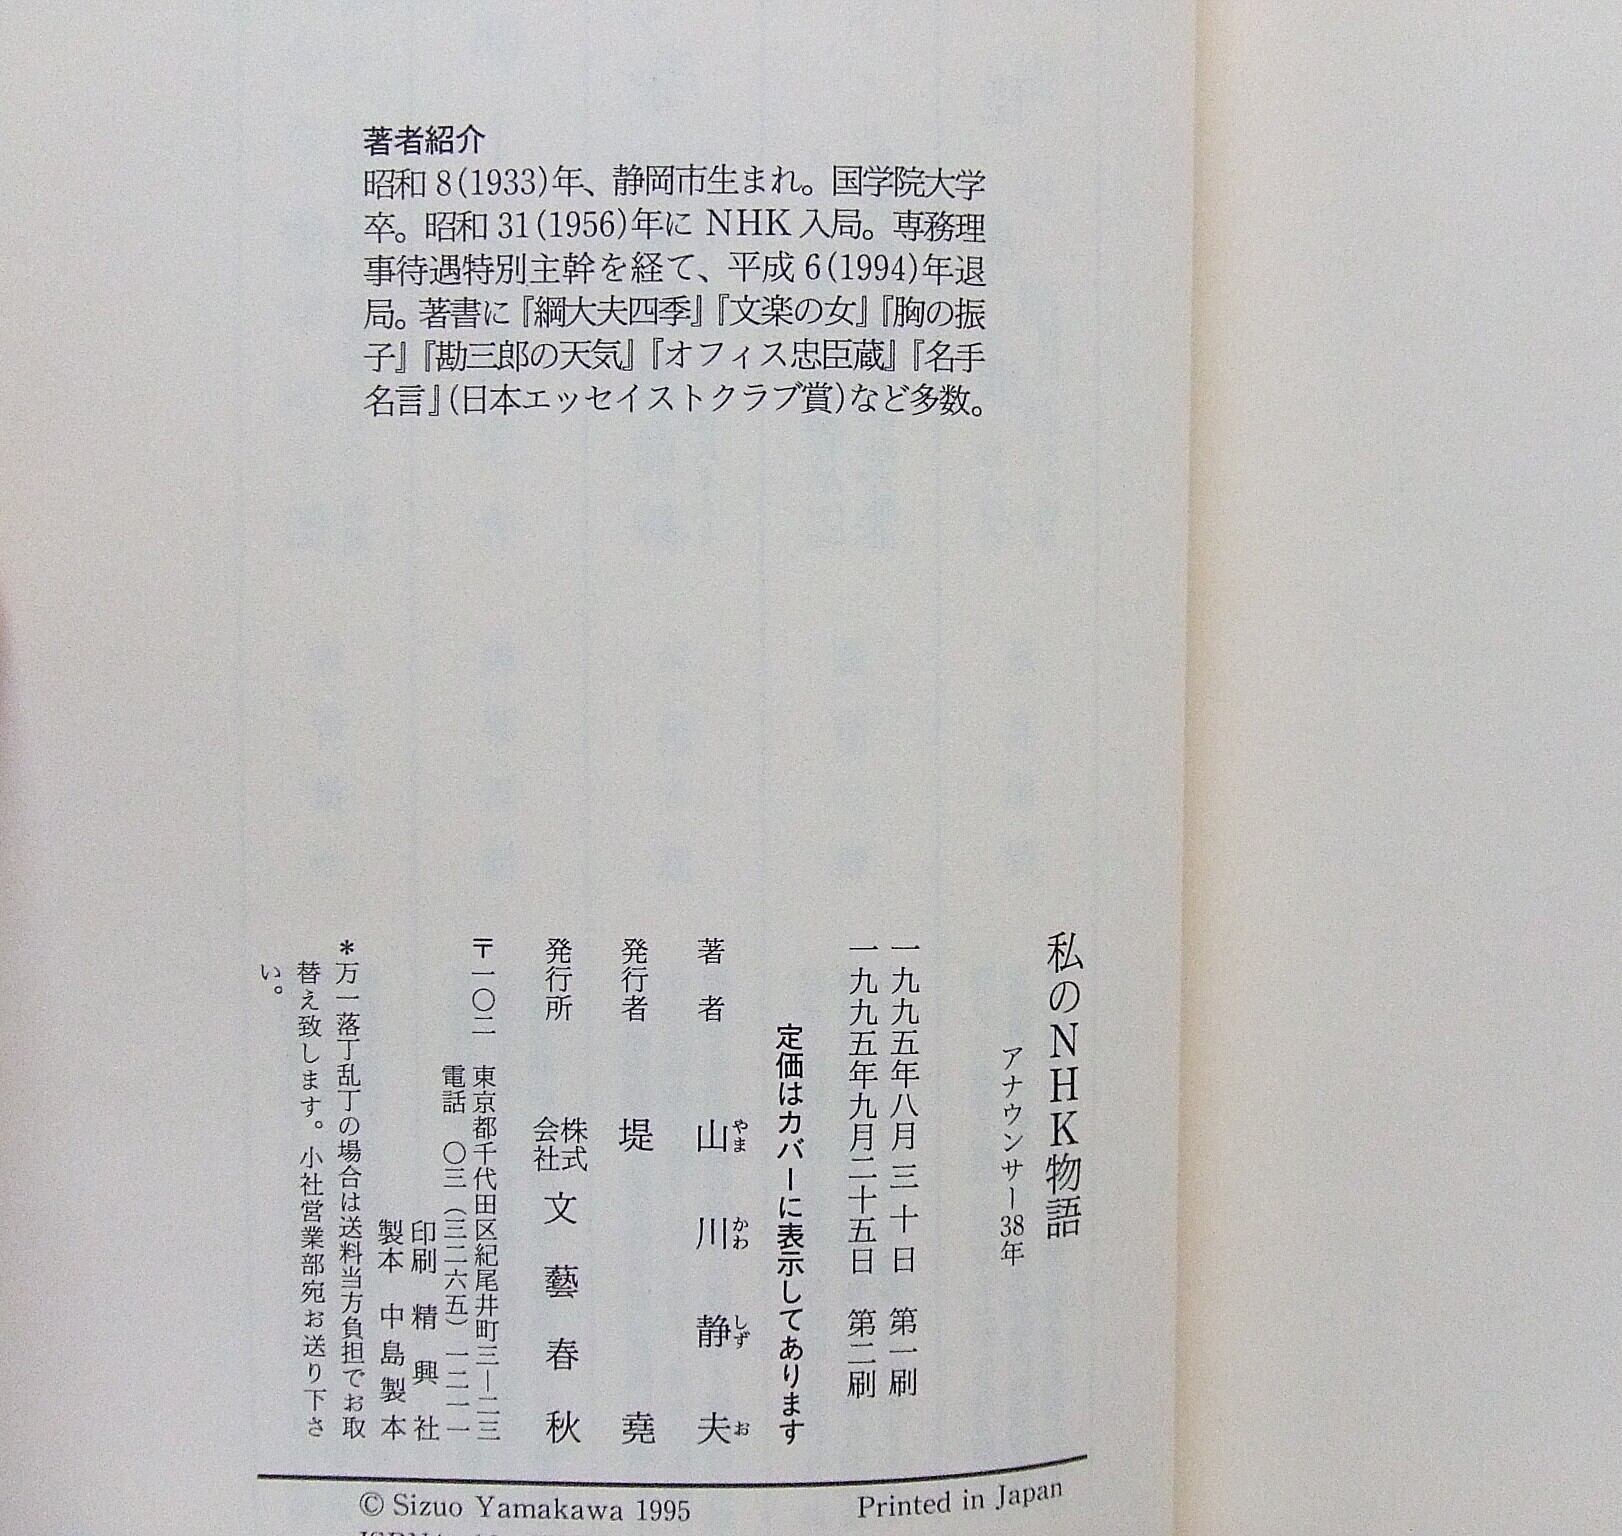 著者紹介
昭和8(1933)年、静岡市生まれ。国学院大学
卒。昭和31(1956)年にNHK入局。専務理
事待遇特別主幹を経て、平成6(1994)年退
局。著書に『綱大夫四季』『文楽の女』『胸の振
子』『勘三郎の天気』『オフィス忠臣蔵』『名手
名言』(日本エッセイストクラブ賞)など多数。
私のNHK物語
アナウンサー38年
一九九五年八月三十日 第一刷
一九九五年九月二十五日 第二刷
定価はカバーに表示してあります
著者 山川静夫
やま かわ しず お
発行者 堤 堯
発行所 株式会社 文藝春秋
〒一〇二 東京都千代田区紀尾井町三―二三
電話 〇三(三二六五)一二一一
印刷 精興社
製本 中島製本
*万一落丁乱丁の場合は送料当方負担でお取
替え致します。小社営業部宛お送り下さ
い。
© Sizuo Yamakawa 1995
Printed in Japan